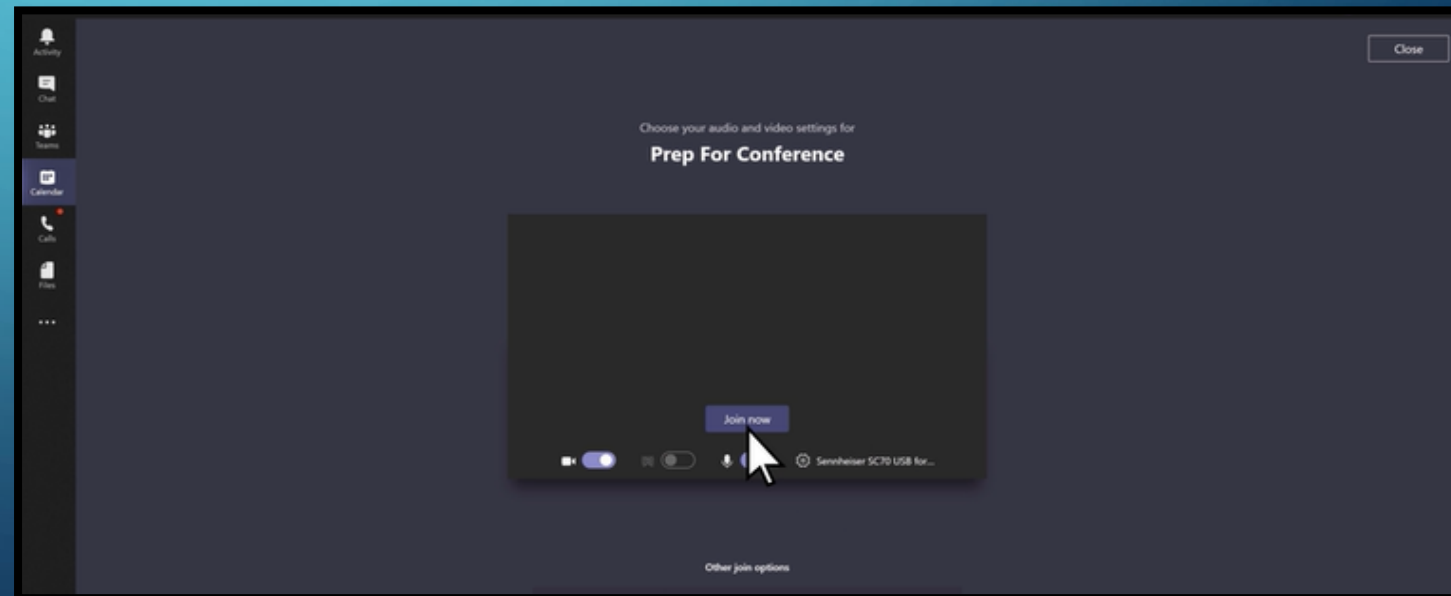 Activity
Chat
Teams
Calendar
Calls
Files
Close
Choose your audio and video settings for
Prep For Conference
Join now
Sennheiser SC70 USB for...
Other join options